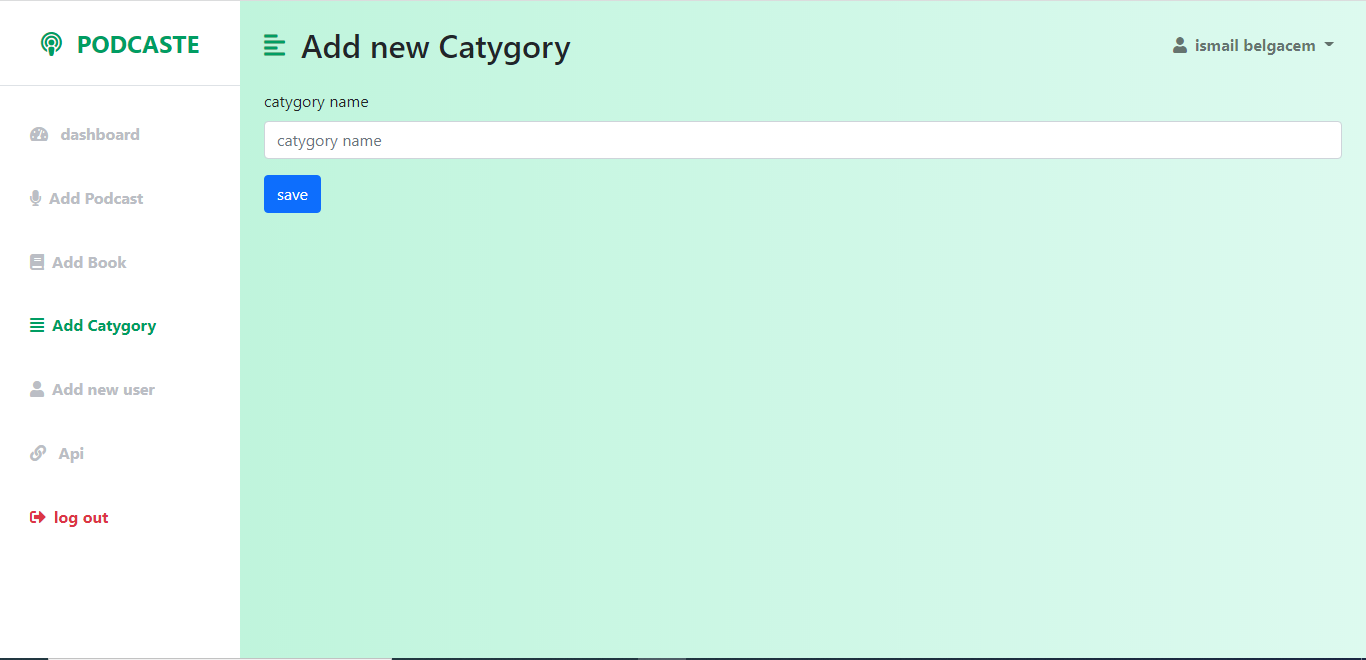 PODCASTE
dashboard
Add Podcast
Add Book
Add Catygory
Add new user
Api
log out
Add new Catygory
ismail belgacem
catygory name
catygory name
save